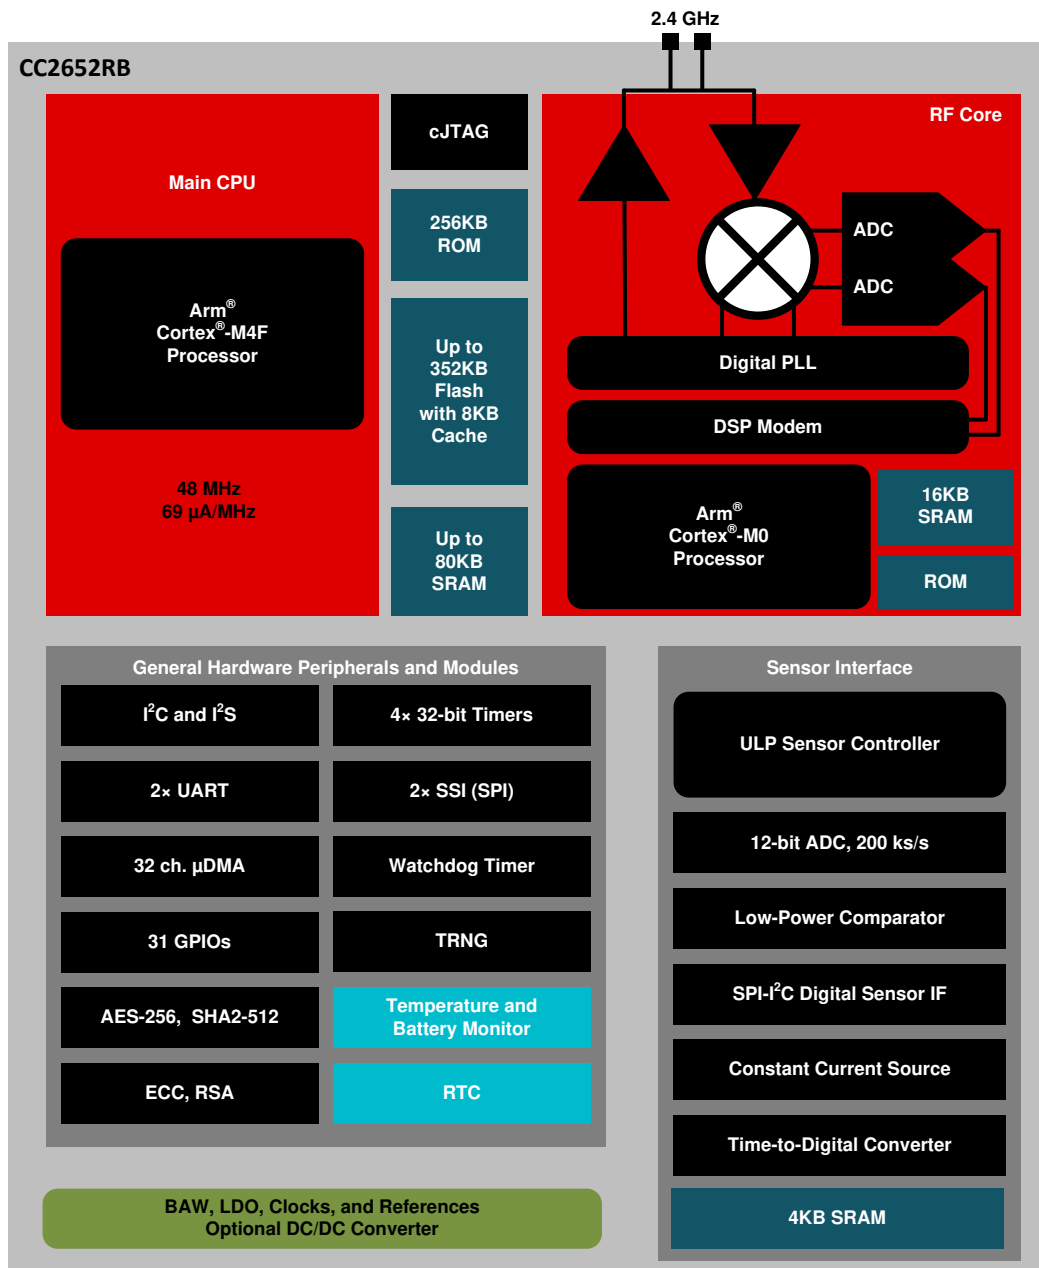 2.4 GHz
CC2652RB
Main CPU
Arm®
Cortex®-M4F
Processor
48 MHz
69 µA/MHz
cJTAG
256KB
ROM
Up to
352KB
Flash
with 8KB
Cache
Up to
80KB
SRAM
RF Core
ADC
ADC
Digital PLL
DSP Modem
Arm®
Cortex®-M0
Processor
16KB
SRAM
ROM
General Hardware Peripherals and Modules
I²C and I²S
4× 32-bit Timers
2× UART
2× SSI (SPI)
32 ch. µDMA
Watchdog Timer
31 GPIOs
TRNG
AES-256, SHA2-512
Temperature and
Battery Monitor
ECC, RSA
RTC
Sensor Interface
ULP Sensor Controller
12-bit ADC, 200 ks/s
Low-Power Comparator
SPI-I²C Digital Sensor IF
Constant Current Source
Time-to-Digital Converter
4KB SRAM
BAW, LDO, Clocks, and References
Optional DC/DC Converter